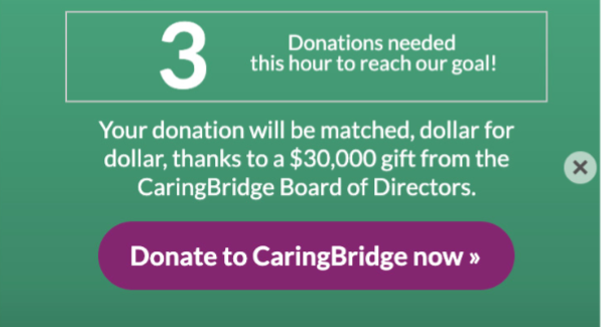 3
Donations needed
this hour to reach our goal!
Your donation will be matched, dollar for
dollar, thanks to a $30,000 gift from the
CaringBridge Board of Directors.
Donate to CaringBridge now »